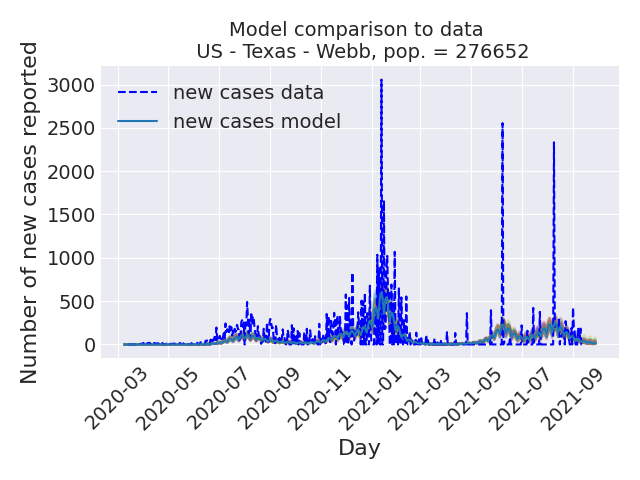 Model comparison to data
US - Texas - Webb, pop. = 276652
Number of new cases reported
3000
2500
2000
1500
1000
500
0
new cases data
new cases model
2020-03
2020-05
2020-07
2020-09
2020-11
2021-01
2021-03
2021-05
2021-07
2021-09
Day